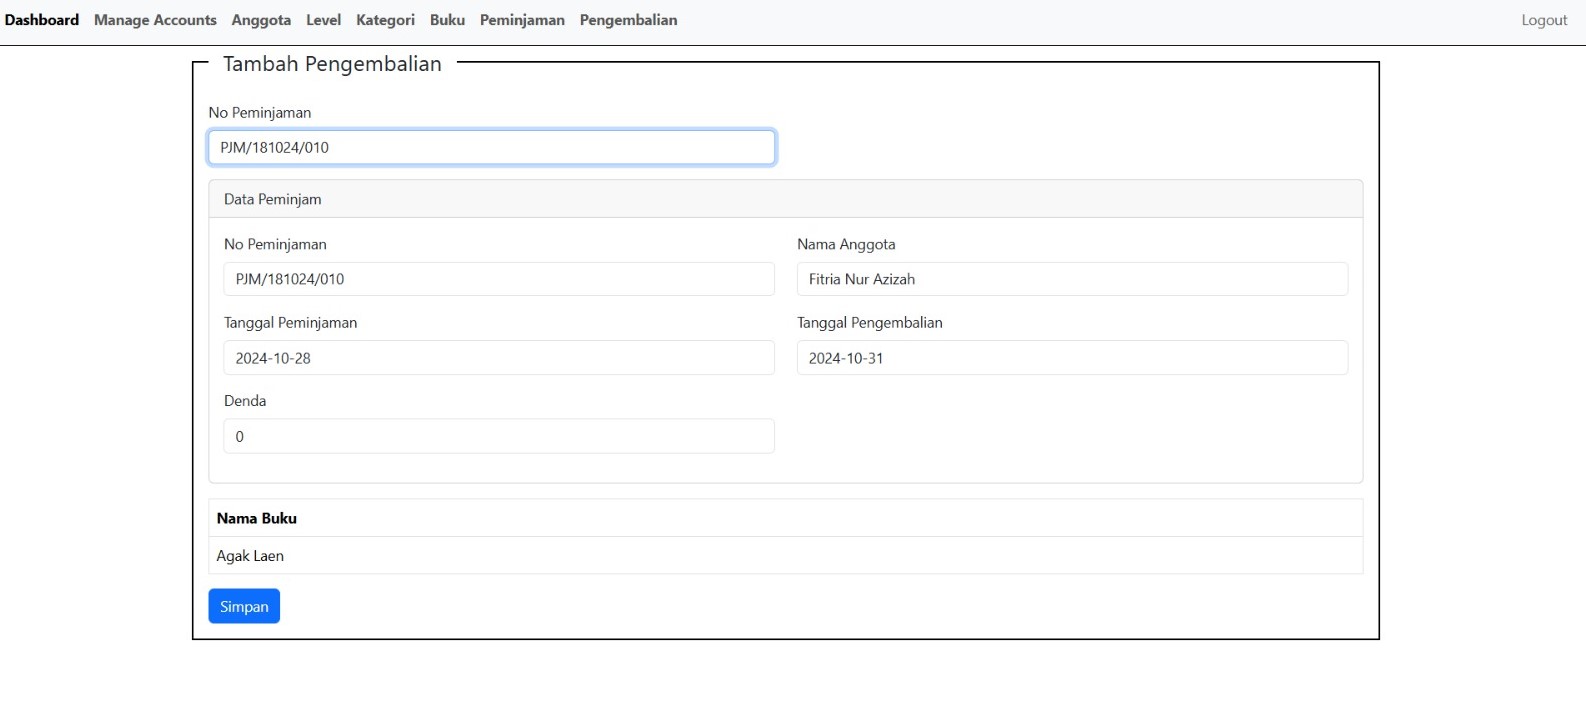 Dashboard Manage Accounts Anggota Level Kategori Buku Peminjaman Pengembalian Logout
Tambah Pengembalian
No Peminjaman
PJM/181024/010
Data Peminjam
No Peminjaman Nama Anggota
PJM/181024/010 Fitria Nur Azizah
Tanggal Peminjaman Tanggal Pengembalian
2024-10-28 2024-10-31
Denda
0
Nama Buku
Agak Laen
Simpan